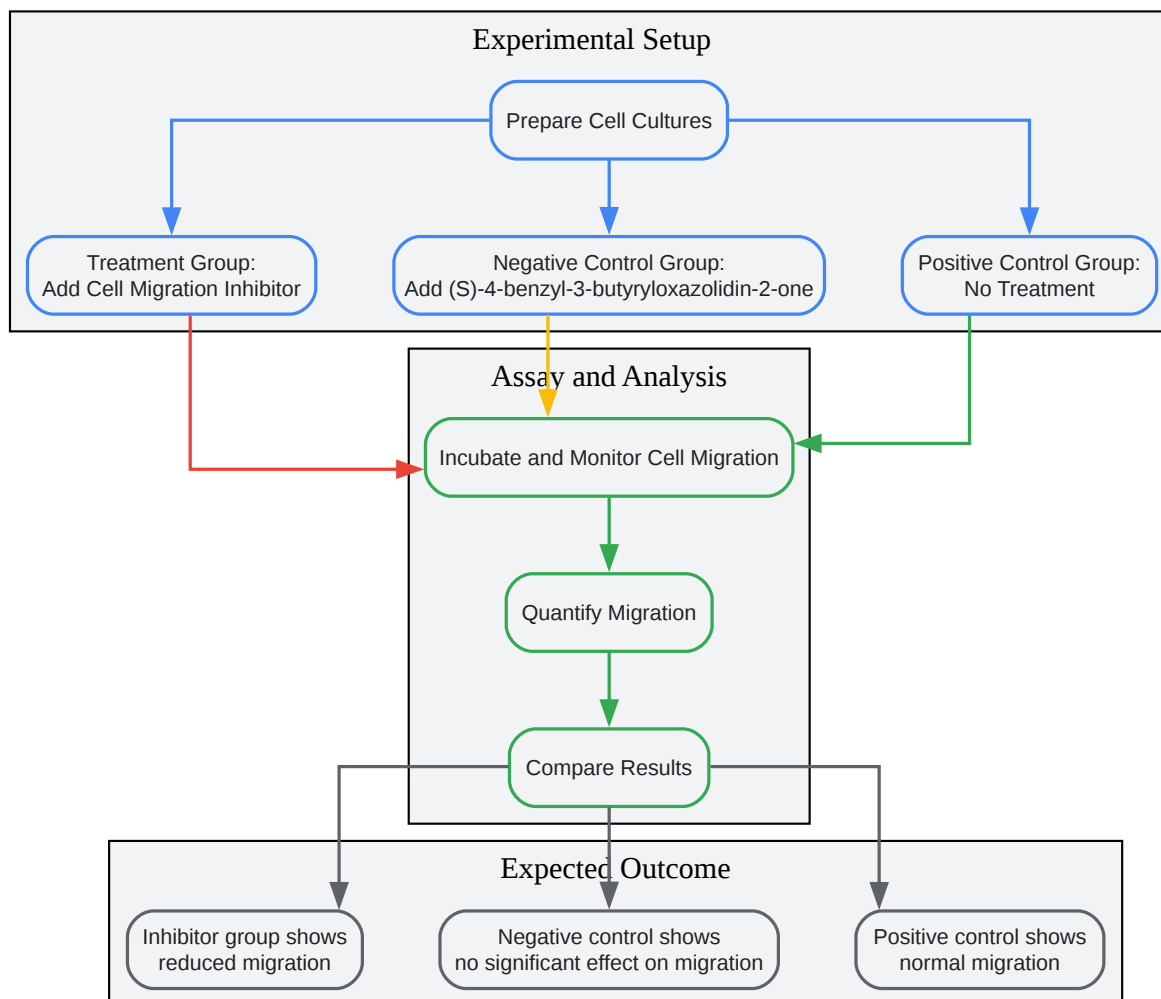 Experimental Setup
Prepare Cell Cultures
Treatment Group:
Add Cell Migration Inhibitor
Negative Control Group:
Add (S)-4-benzyl-3-butyryloxazolidin-2-one
Positive Control Group:
No Treatment
Assay and Analysis
Incubate and Monitor Cell Migration
Quantify Migration
Compare Results
Expected Outcome
Inhibitor group shows
reduced migration
Negative control shows
no significant effect on migration
Positive control shows
normal migration